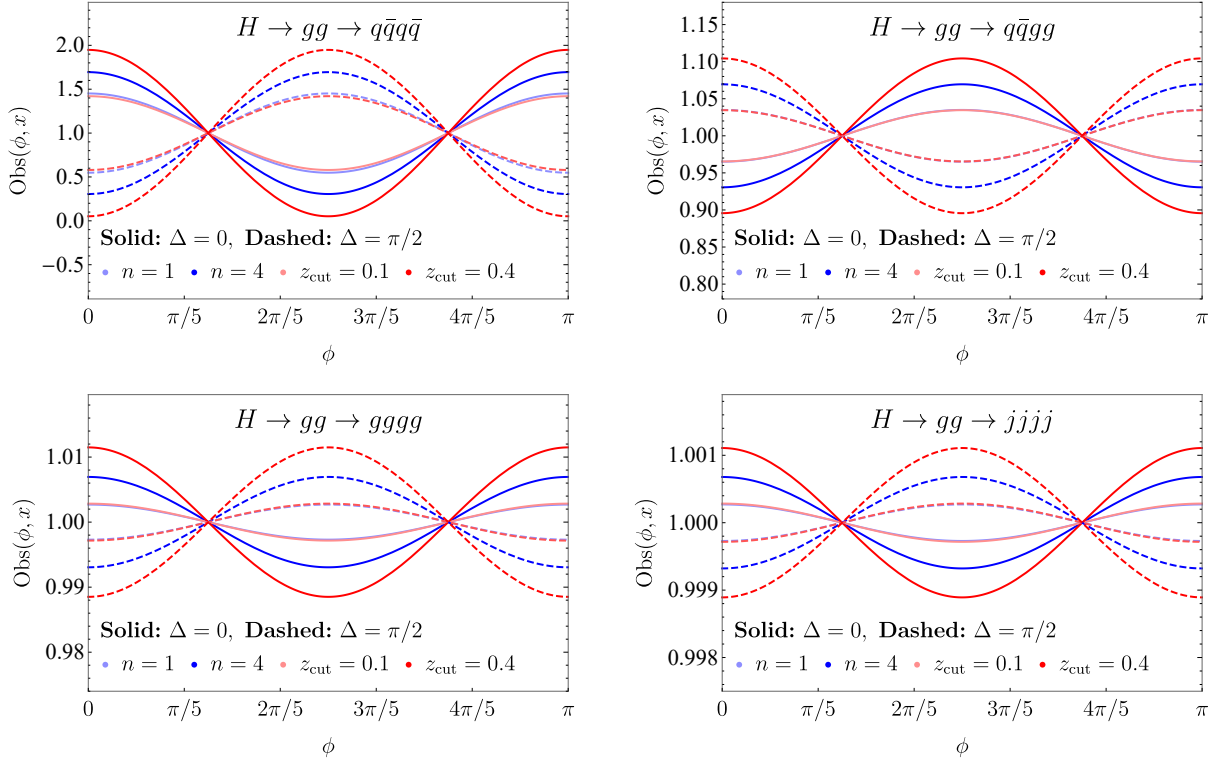 H → gg → qq̄qq̄
Obs(ϕ, x)
2.0
1.5
1.0
0.5
0.0
−0.5
Solid: Δ = 0, Dashed: Δ = π/2
n = 1 n = 4 z_cut = 0.1 z_cut = 0.4
0 π/5 2π/5 3π/5 4π/5 π
ϕ
H → gg → qq̄gg
Obs(ϕ, x)
1.10
1.05
1.00
0.95
0.90
0.85
0.80
Solid: Δ = 0, Dashed: Δ = π/2
n = 1 n = 4 z_cut = 0.1 z_cut = 0.4
0 π/5 2π/5 3π/5 4π/5 π
ϕ
H → gg → gggg
Obs(ϕ, x)
1.01
1.00
0.99
0.98
Solid: Δ = 0, Dashed: Δ = π/2
n = 1 n = 4 z_cut = 0.1 z_cut = 0.4
0 π/5 2π/5 3π/5 4π/5 π
ϕ
H → gg → jjjj
Obs(ϕ, x)
1.001
1.000
0.999
0.998
Solid: Δ = 0, Dashed: Δ = π/2
n = 1 n = 4 z_cut = 0.1 z_cut = 0.4
0 π/5 2π/5 3π/5 4π/5 π
ϕ